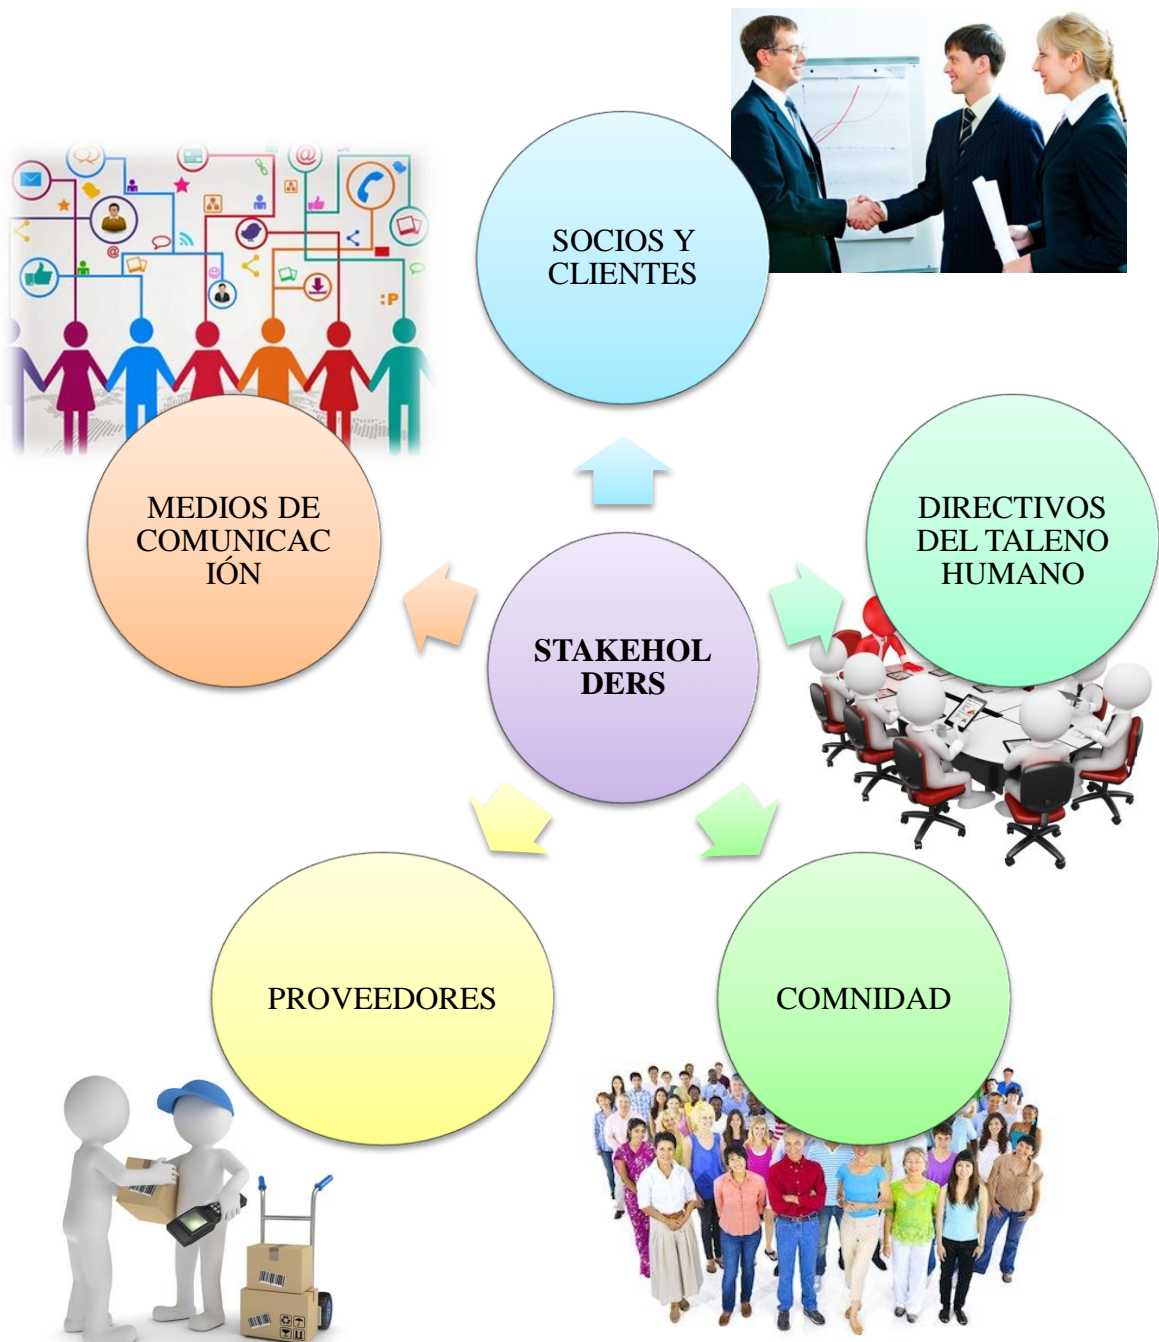 SOCIOS Y
CLIENTES
MEDIOS DE
COMUNICAC
IÓN
DIRECTIVOS
DEL TALENO
HUMANO
STAKEHOL
DERS
PROVEEDORES
COMNIDAD
@
@
:P